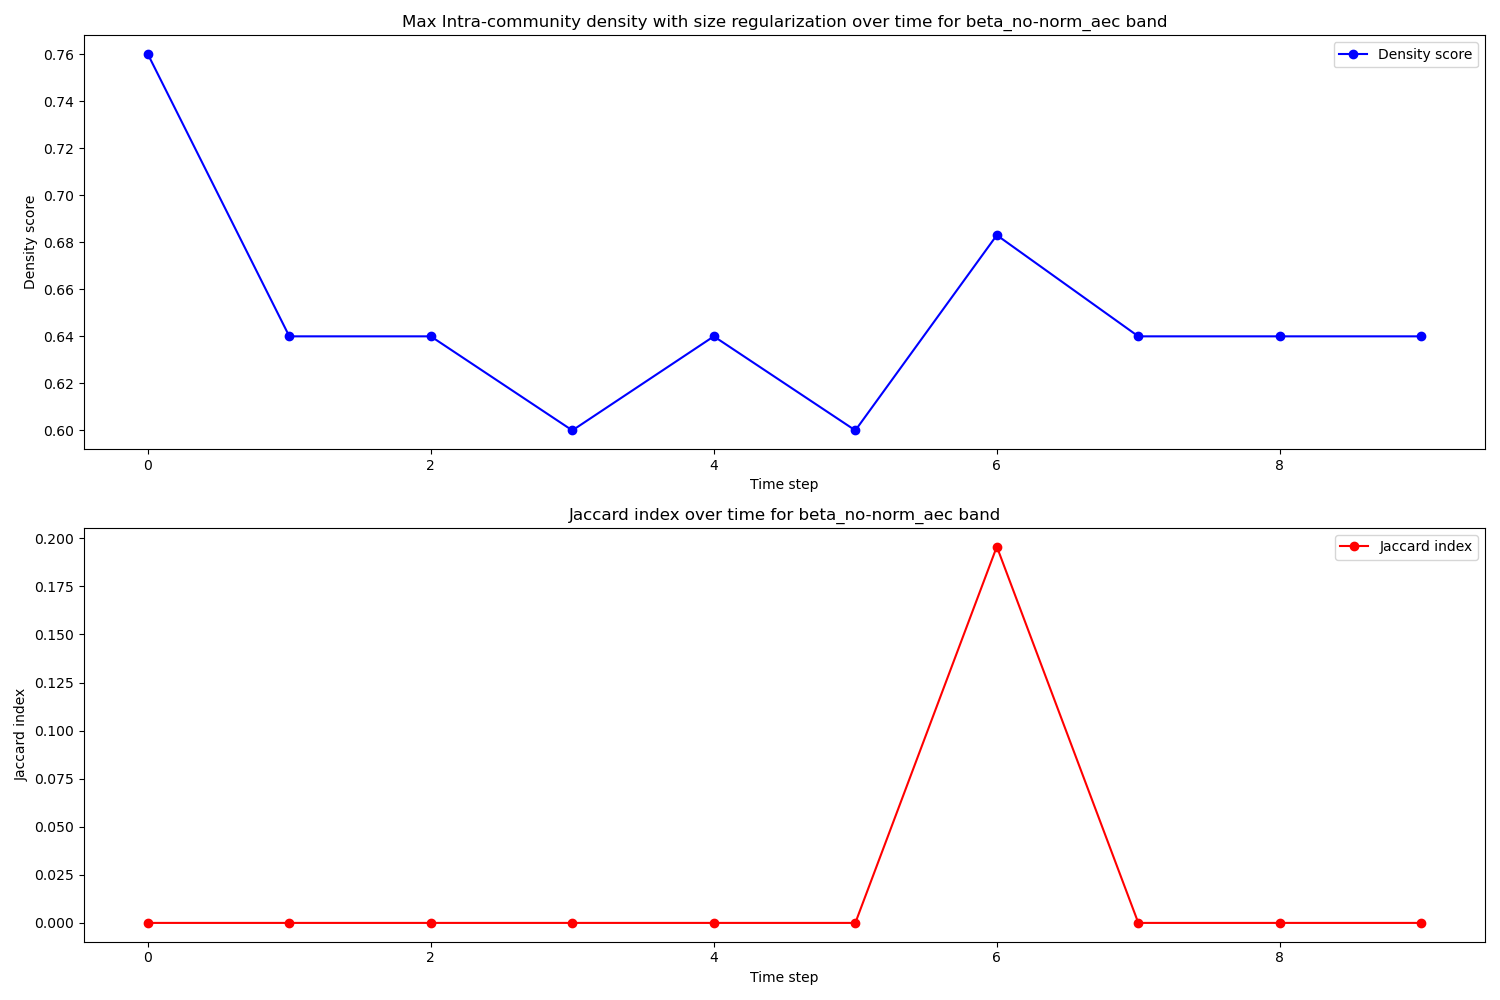 Max Intra-community density with size regularization over time for beta_no-norm_aec band
Density score
0.76
0.74
0.72
0.70
0.68
0.66
0.64
0.62
0.60
Density score
0 2 4 6 8
Time step
Jaccard index over time for beta_no-norm_aec band
Jaccard index
0.200
0.175
0.150
0.125
0.100
0.075
0.050
0.025
0.000
Jaccard index
0 2 4 6 8
Time step